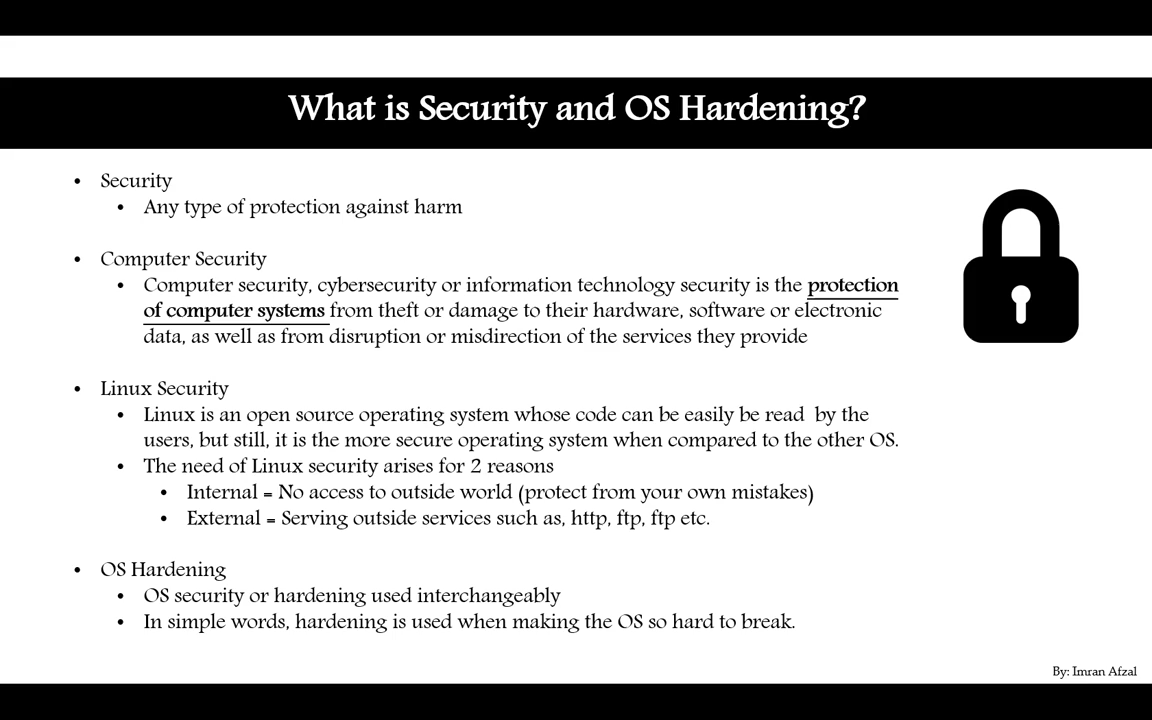 What is Security and OS Hardening?
• Security
• Any type of protection against harm
• Computer Security
• Computer security, cybersecurity or information technology security is the protection
of computer systems from theft or damage to their hardware, software or electronic
data, as well as from disruption or misdirection of the services they provide
• Linux Security
• Linux is an open source operating system whose code can be easily be read by the
users, but still, it is the more secure operating system when compared to the other OS.
• The need of Linux security arises for 2 reasons
• Internal = No access to outside world (protect from your own mistakes)
• External = Serving outside services such as, http, ftp, ftp etc.
• OS Hardening
• OS security or hardening used interchangeably
• In simple words, hardening is used when making the OS so hard to break.
By: Imran Afzal